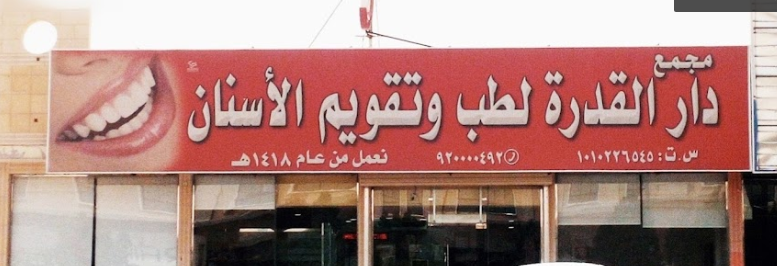 مجمع
دار القدرة لطب وتقويم الأسنان
س.ت: ١٠١٠٢٢٦٥٤٥ ٩٢٠٠٠٠٤٩٢ نعمل من عام ١٤١٨هـ